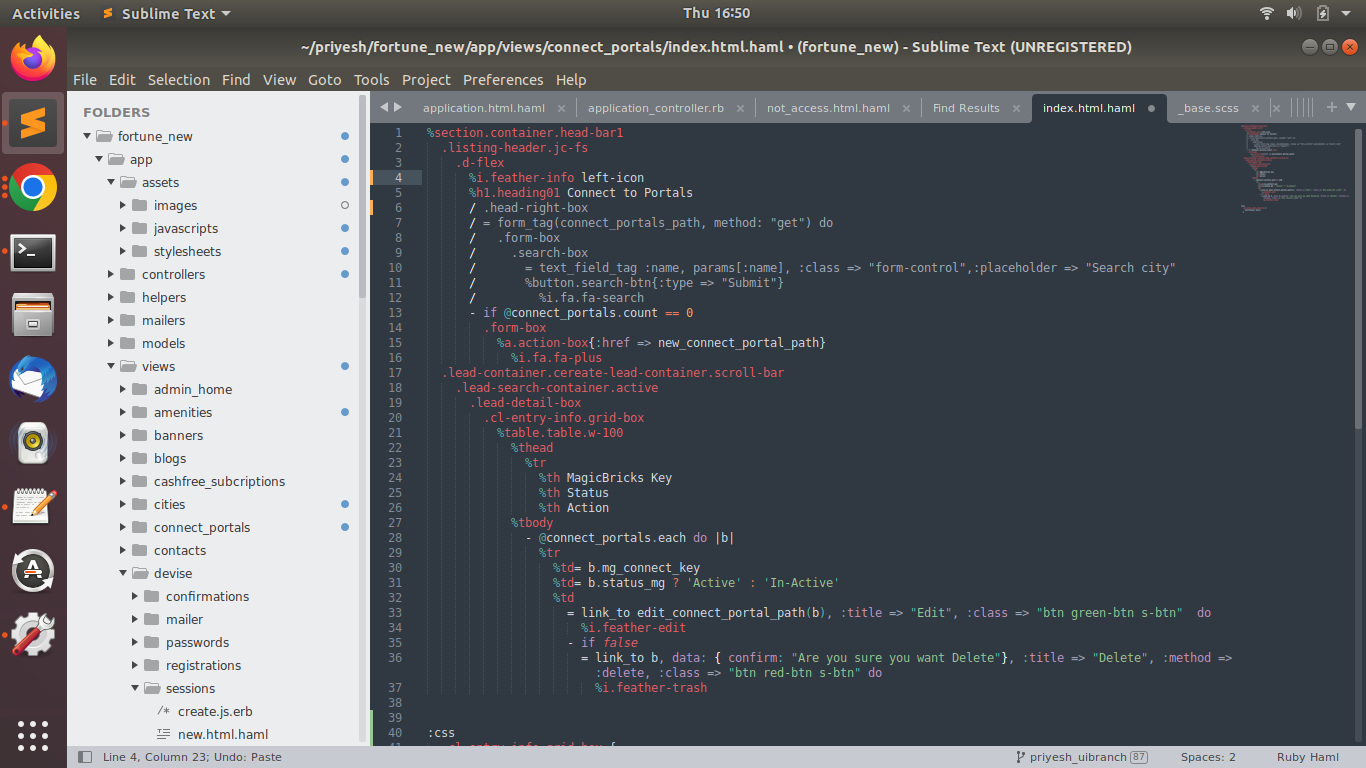 Activities Sublime Text Thu 16:50
~/priyesh/fortune_new/app/views/connect_portals/index.html.haml • (fortune_new) - Sublime Text (UNREGISTERED)
File Edit Selection Find View Goto Tools Project Preferences Help
FOLDERS
fortune_new
app
assets
images
javascripts
stylesheets
controllers
helpers
mailers
models
views
admin_home
amenities
banners
blogs
cashfree_subcriptions
cities
connect_portals
contacts
devise
confirmations
mailer
passwords
registrations
sessions
/* create.js.erb
new.html.haml
application.html.haml × application_controller.rb × not_access.html.haml × Find Results × index.html.haml _base.scss ×
1 %section.container.head-bar1
2 .listing-header.jc-fs
3 .d-flex
4 %i.feather-info left-icon
5 %h1.heading01 Connect to Portals
6 / .head-right-box
7 / = form_tag(connect_portals_path, method: "get") do
8 / .form-box
9 / .search-box
10 / = text_field_tag :name, params[:name], :class => "form-control",:placeholder => "Search city"
11 / %button.search-btn{:type => "Submit"}
12 / %i.fa.fa-search
13 - if @connect_portals.count == 0
14 .form-box
15 %a.action-box{:href => new_connect_portal_path}
16 %i.fa.fa-plus
17 .lead-container.cereate-lead-container.scroll-bar
18 .lead-search-container.active
19 .lead-detail-box
20 .cl-entry-info.grid-box
21 %table.table.w-100
22 %thead
23 %tr
24 %th MagicBricks Key
25 %th Status
26 %th Action
27 %tbody
28 - @connect_portals.each do |b|
29 %tr
30 %td= b.mg_connect_key
31 %td= b.status_mg ? 'Active' : 'In-Active'
32 %td
33 = link_to edit_connect_portal_path(b), :title => "Edit", :class => "btn green-btn s-btn" do
34 %i.feather-edit
35 - if false
36 = link_to b, data: { confirm: "Are you sure you want Delete"}, :title => "Delete", :method =>
:delete, :class => "btn red-btn s-btn" do
37 %i.feather-trash
38
39
40 :css
41 .cl-entry-info.grid-box {
Line 4, Column 23; Undo: Paste priyesh_uibranch 87 Spaces: 2 Ruby Haml